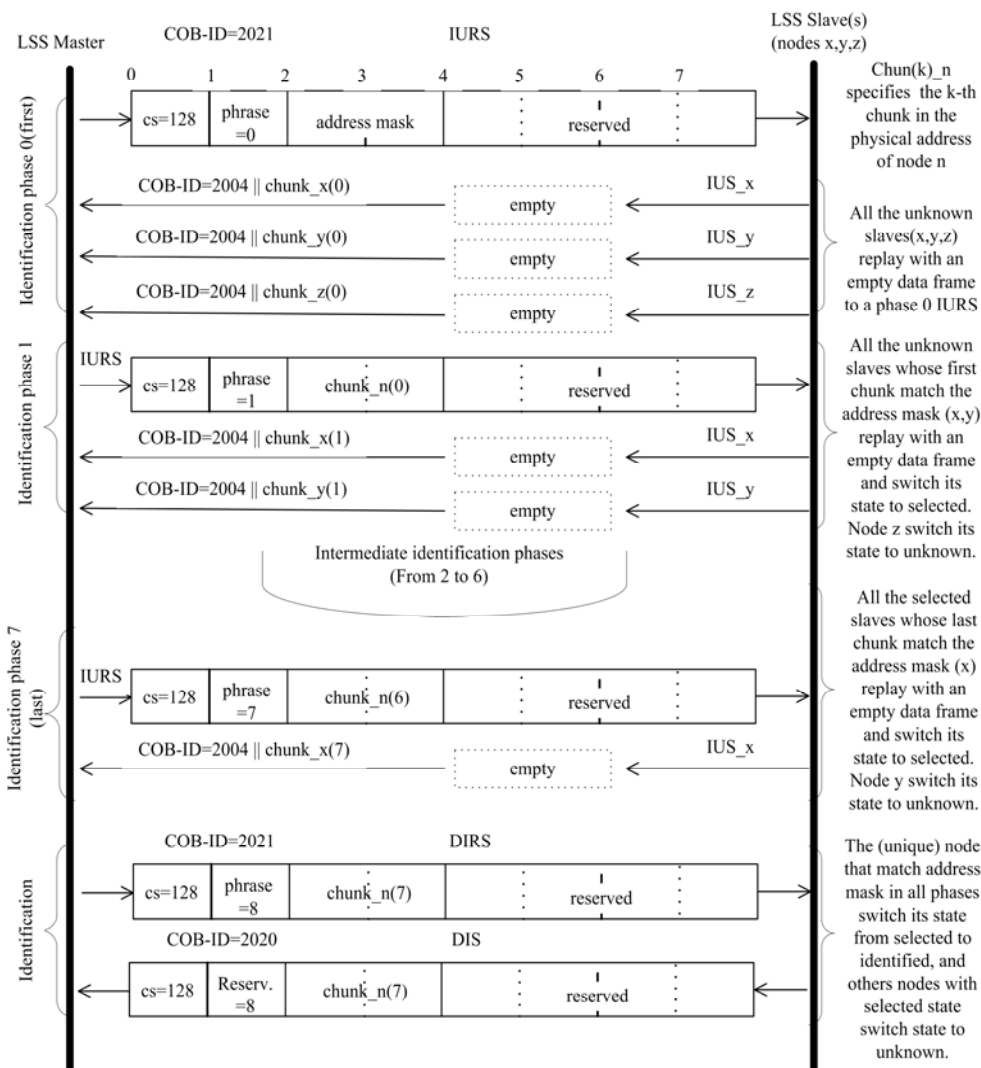 LSS Master
COB-ID=2021
IURS
LSS Slave(s)
(nodes x,y,z)
0 1 2 3 4 5 6 7
cs=128
phrase
=0
address mask
reserved
Chun(k)_n
specifies the k-th
chunk in the
physical address
of node n
Identification phase 0(first)
COB-ID=2004 || chunk_x(0)
empty
IUS_x
COB-ID=2004 || chunk_y(0)
empty
IUS_y
COB-ID=2004 || chunk_z(0)
empty
IUS_z
All the unknown
slaves(x,y,z)
replay with an
empty data frame
to a phase 0 IURS
Identification phase 1
IURS
cs=128
phrase
=1
chunk_n(0)
reserved
COB-ID=2004 || chunk_x(1)
empty
IUS_x
COB-ID=2004 || chunk_y(1)
empty
IUS_y
All the unknown
slaves whose first
chunk match the
address mask (x,y)
replay with an
empty data frame
and switch its
state to selected.
Node z switch its
state to unknown.
Intermediate identification phases
(From 2 to 6)
Identification phase 7
(last)
IURS
cs=128
phrase
=7
chunk_n(6)
reserved
COB-ID=2004 || chunk_x(7)
empty
IUS_x
All the selected
slaves whose last
chunk match the
address mask (x)
replay with an
empty data frame
and switch its
state to selected.
Node y switch its
state to unknown.
Identification
COB-ID=2021
DIRS
cs=128
phrase
=8
chunk_n(7)
reserved
COB-ID=2020
DIS
cs=128
Reserv.
=8
chunk_n(7)
reserved
The (unique) node
that match address
mask in all phases
switch its state
from selected to
identified, and
others nodes with
selected state
switch state to
unknown.